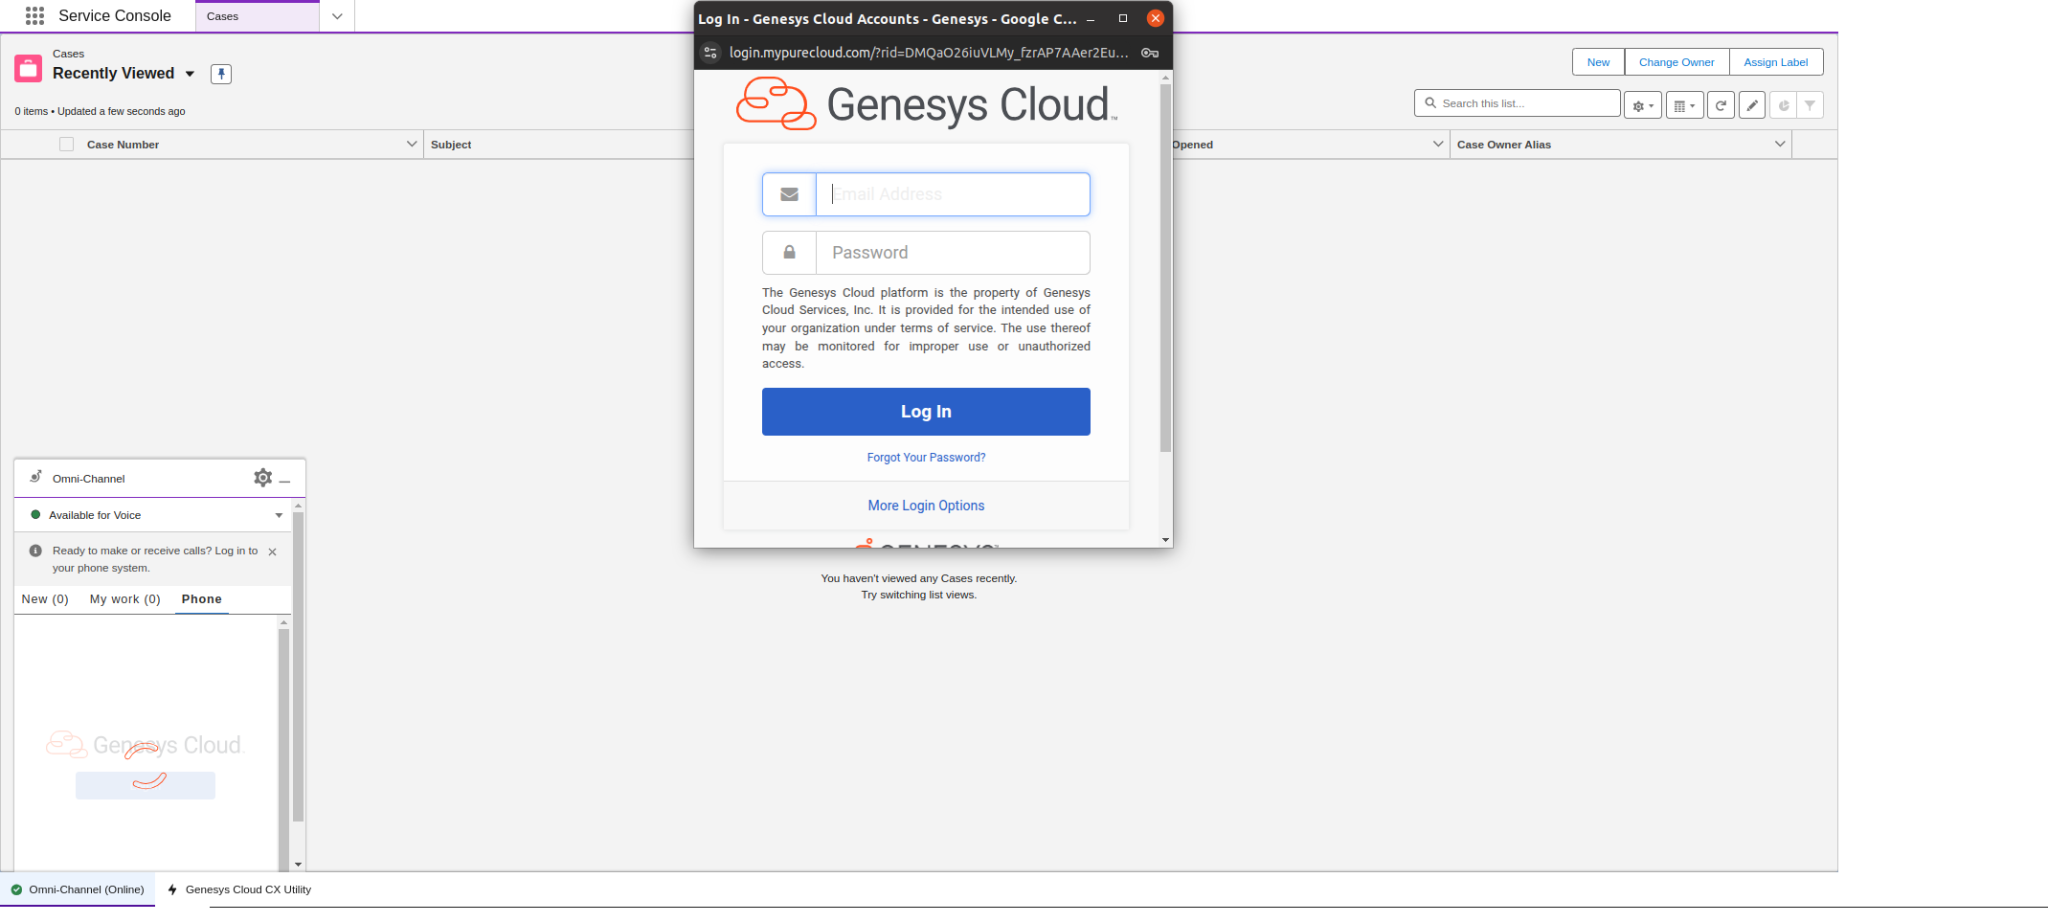 Service Console
Cases
Cases
Recently Viewed
0 items • Updated a few seconds ago
New
Change Owner
Assign Label
Search this list...
Case Number
Subject
Opened
Case Owner Alias
Log In - Genesys Cloud Accounts - Genesys - Google C...
login.mypurecloud.com/?rid=DMQaO26iuVLMy_fzrAP7AAer2Eu...
Genesys Cloud™
Email Address
Password
The Genesys Cloud platform is the property of Genesys
Cloud Services, Inc. It is provided for the intended use of
your organization under terms of service. The use thereof
may be monitored for improper use or unauthorized
access.
Log In
Forgot Your Password?
More Login Options
GENESYS™
You haven't viewed any Cases recently.
Try switching list views.
Omni-Channel
Available for Voice
Ready to make or receive calls? Log in to
your phone system.
New (0)
My work (0)
Phone
Genesys Cloud
Omni-Channel (Online)
Genesys Cloud CX Utility